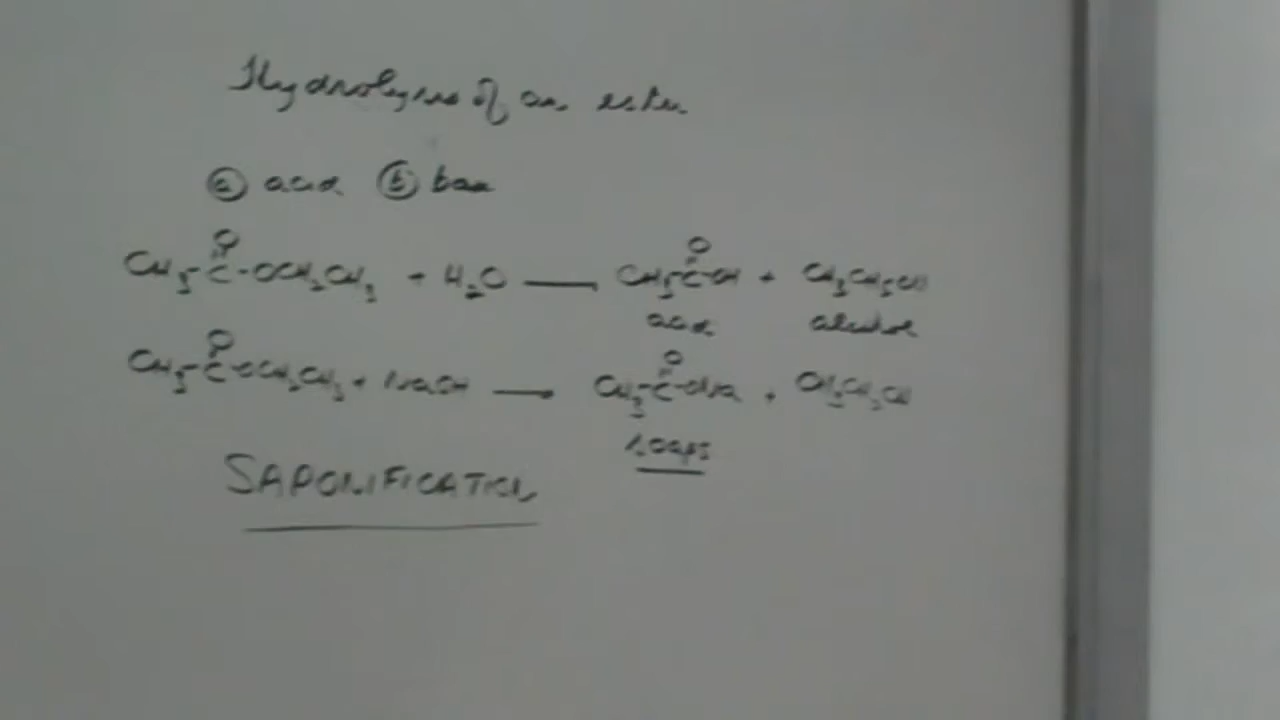 Hydrolysis of an ester
ⓐ acid ⓑ base
O O
CH₃-C-OCH₂CH₃ + H₂O — CH₃-C-OH + CH₃CH₂OH
acid alcohol
O O
CH₃-C-OCH₂CH₃ + NaOH — CH₃-C-ONa + CH₃CH₂OH
soaps
SAPONIFICATION